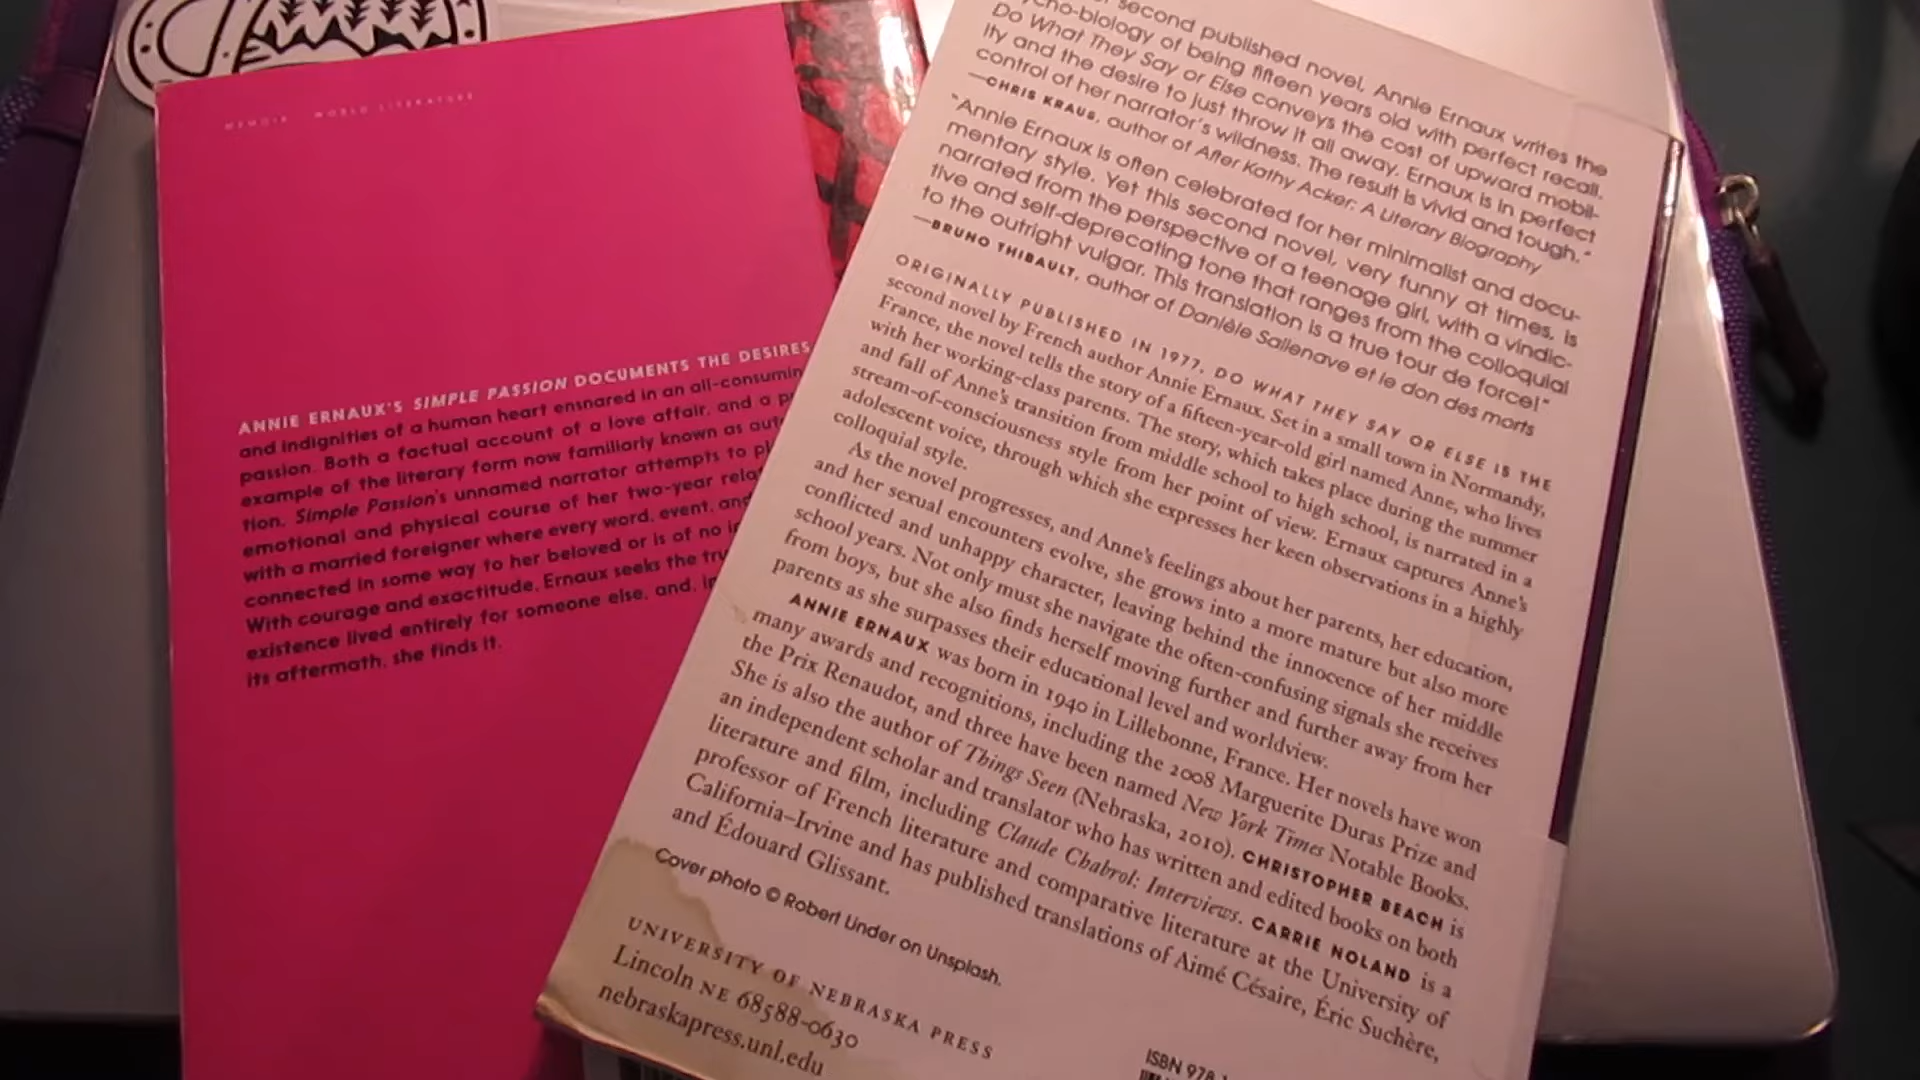 MEMOIR WORLD LITERATURE
ANNIE ERNAUX'S SIMPLE PASSION DOCUMENTS THE DESIRES
and indignities of a human heart ensnared in an all-consumin
passion. Both a factual account of a love affair, and a
example of the literary form now familiarly known as
tion, Simple Passion's unnamed narrator attempts to
emotional and physical course of her two-year
with a married foreigner where every word, event, and
connected in some way to her beloved or is of no
With courage and exactitude, Ernaux seeks the
existence lived entirely for someone else, and,
its aftermath, she finds it.
second published novel, Annie Ernaux writes the
cho-biology of being fifteen years old with perfect recall.
Do What They Say or Else conveys the cost of upward mobil-
ity and the desire to just throw it all away. Ernaux is in perfect
control of her narrator's wildness. The result is vivid and tough."
—CHRIS KRAUS, author of After Kathy Acker: A Literary Biography
"Annie Ernaux is often celebrated for her minimalist and docu-
mentary style. Yet this second novel, very funny at times, is
narrated from the perspective of a teenage girl, with a vindic-
tive and self-deprecating tone that ranges from the colloquial
to the outright vulgar. This translation is a true tour de force!"
—BRUNO THIBAULT, author of Danièle Sallenave et le don des morts
ORIGINALLY PUBLISHED IN 1977, DO WHAT THEY SAY OR ELSE IS THE
second novel by French author Annie Ernaux. Set in a small town in Normandy,
France, the novel tells the story of a fifteen-year-old girl named Anne, who lives
with her working-class parents. The story, which takes place during the summer
and fall of Anne's transition from middle school to high school, is narrated in a
stream-of-consciousness style from her point of view. Ernaux captures Anne's
adolescent voice, through which she expresses her keen observations in a highly
colloquial style.
As the novel progresses, and Anne's feelings about her parents, her education,
and her sexual encounters evolve, she grows into a more mature but also more
conflicted and unhappy character, leaving behind the innocence of her middle
school years. Not only must she navigate the often-confusing signals she receives
from boys, but she also finds herself moving further and further away from her
parents as she surpasses their educational level and worldview.
ANNIE ERNAUX was born in 1940 in Lillebonne, France. Her novels have won
many awards and recognitions, including the 2008 Marguerite Duras Prize and
the Prix Renaudot, and three have been named New York Times Notable Books.
She is also the author of Things Seen (Nebraska, 2010). CHRISTOPHER BEACH is
an independent scholar and translator who has written and edited books on both
literature and film, including Claude Chabrol: Interviews. CARRIE NOLAND is a
professor of French literature and comparative literature at the University of
California–Irvine and has published translations of Aimé Césaire, Éric Suchère,
and Édouard Glissant.
Cover photo © Robert Under on Unsplash.
UNIVERSITY OF NEBRASKA PRESS
Lincoln NE 68588-0630
nebraskapress.unl.edu
ISBN 978